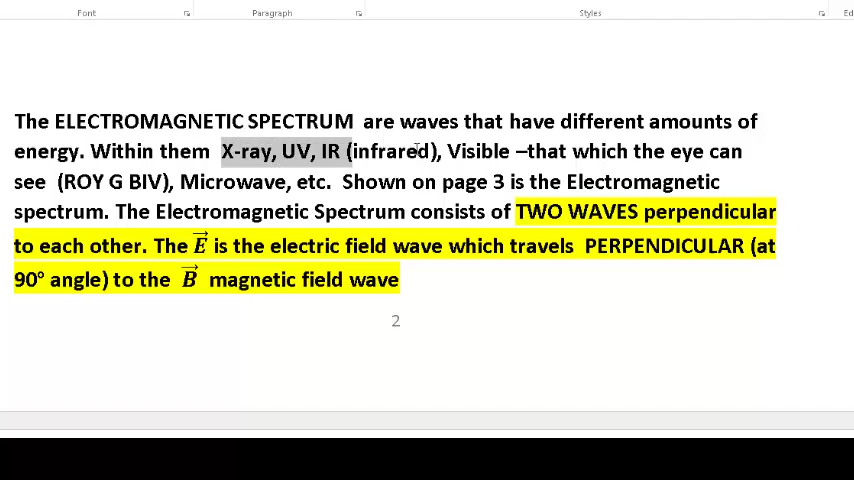 Font Paragraph Styles Ed
The ELECTROMAGNETIC SPECTRUM are waves that have different amounts of
energy. Within them X-ray, UV, IR (infrared), Visible –that which the eye can
see (ROY G BIV), Microwave, etc. Shown on page 3 is the Electromagnetic
spectrum. The Electromagnetic Spectrum consists of TWO WAVES perpendicular
to each other. The E⃗ is the electric field wave which travels PERPENDICULAR (at
90° angle) to the B⃗ magnetic field wave
2